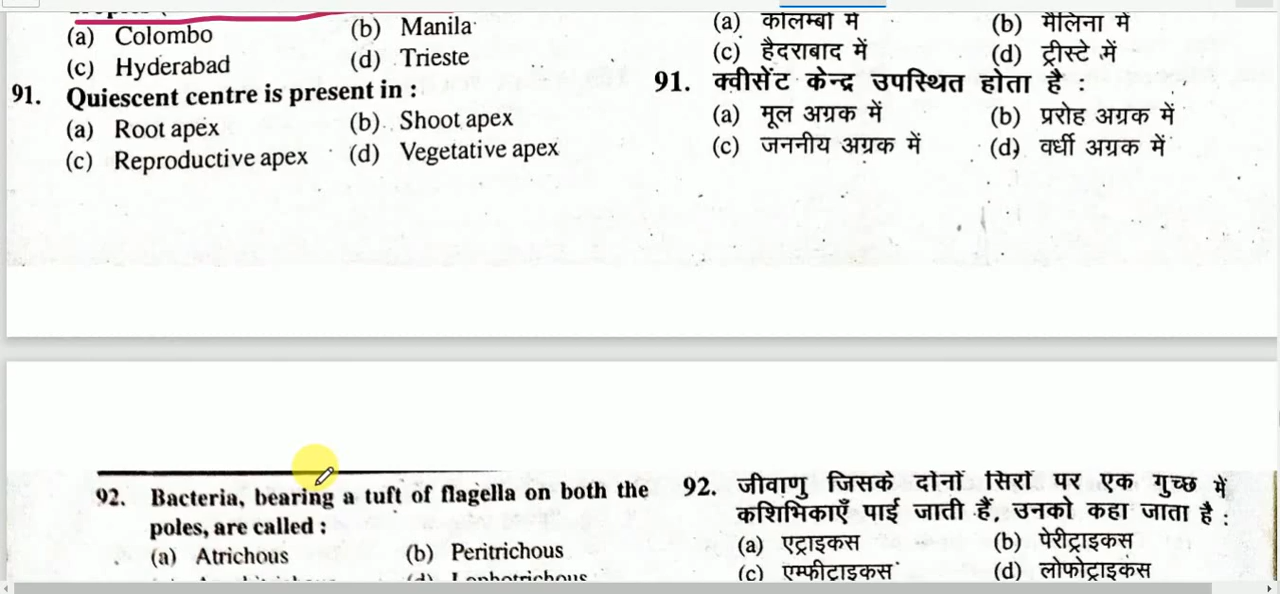 (a) Colombo (b) Manila
(c) Hyderabad (d) Trieste
91. Quiescent centre is present in :
(a) Root apex (b) Shoot apex
(c) Reproductive apex (d) Vegetative apex
(a) कोलम्बो में (b) मैलिना में
(c) हैदराबाद में (d) ट्रीस्टे में
91. क्वीसेंट केन्द्र उपस्थित होता है :
(a) मूल अग्रक में (b) प्ररोह अग्रक में
(c) जननीय अग्रक में (d) वर्धी अग्रक में
92. Bacteria, bearing a tuft of flagella on both the
poles, are called :
(a) Atrichous (b) Peritrichous
(d) Lophotrichous
92. जीवाणु जिसके दोनों सिरों पर एक गुच्छ में
कशिभिकाएँ पाई जाती हैं, उनको कहा जाता है :
(a) एट्राइकस (b) पेरीट्राइकस
(c) एम्फीट्राइकस (d) लोफोट्राइकस